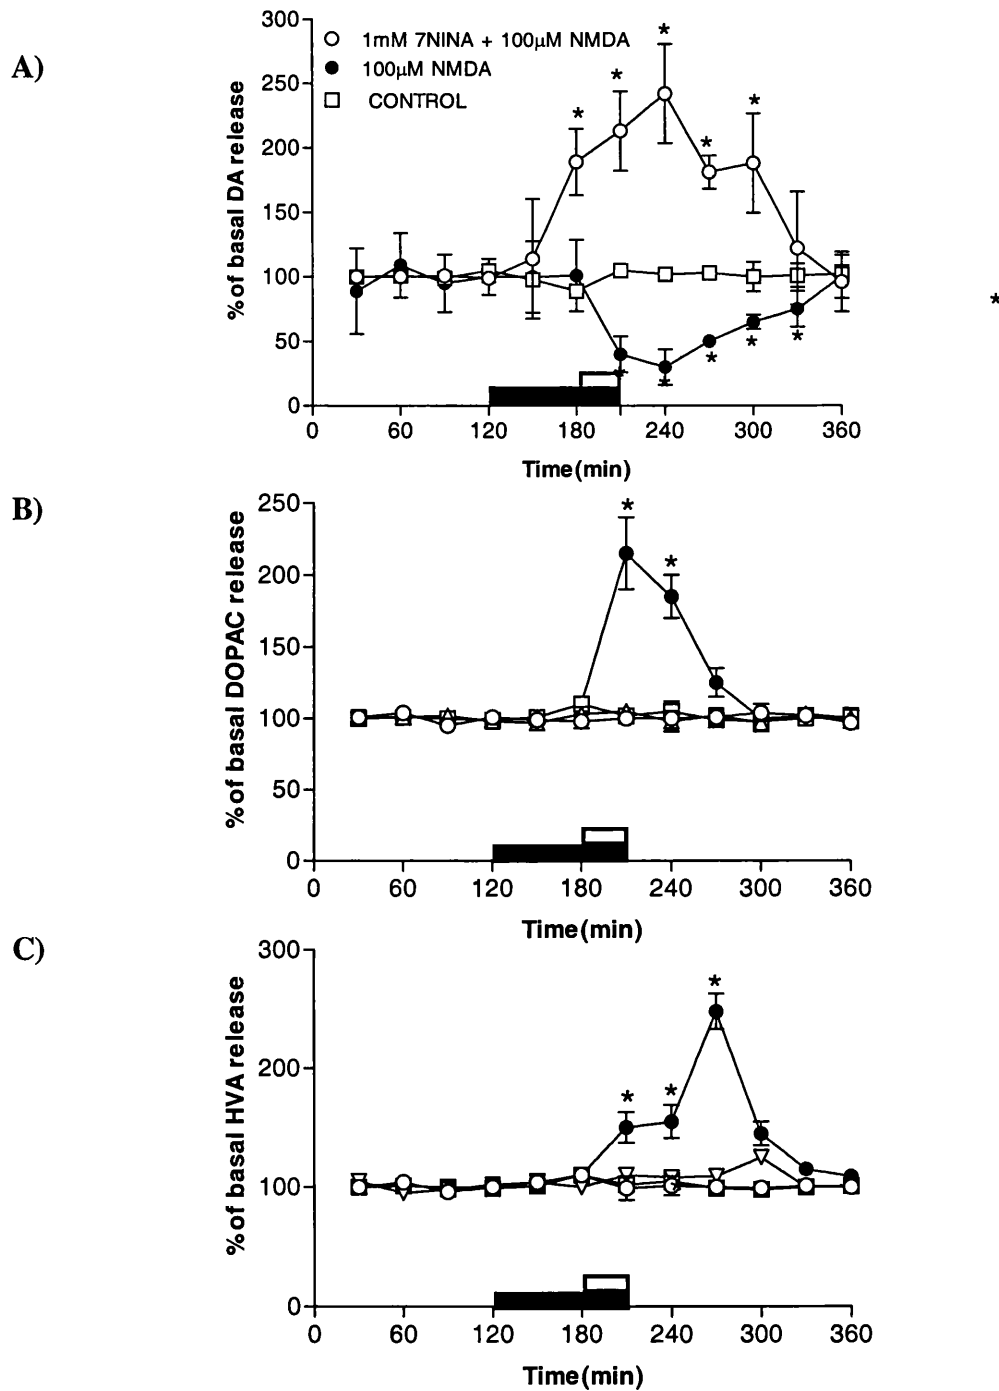 A)
300
250
200
150
100
50
0
% of basal DA release
1mM 7NINA + 100µM NMDA
100µM NMDA
CONTROL
* * * * *
* * * * *
*
0 60 120 180 240 300 360
Time(min)
B)
250
200
150
100
50
0
% of basal DOPAC release
* *
0 60 120 180 240 300 360
Time(min)
C)
300
200
100
0
% of basal HVA release
* * *
0 60 120 180 240 300 360
Time(min)